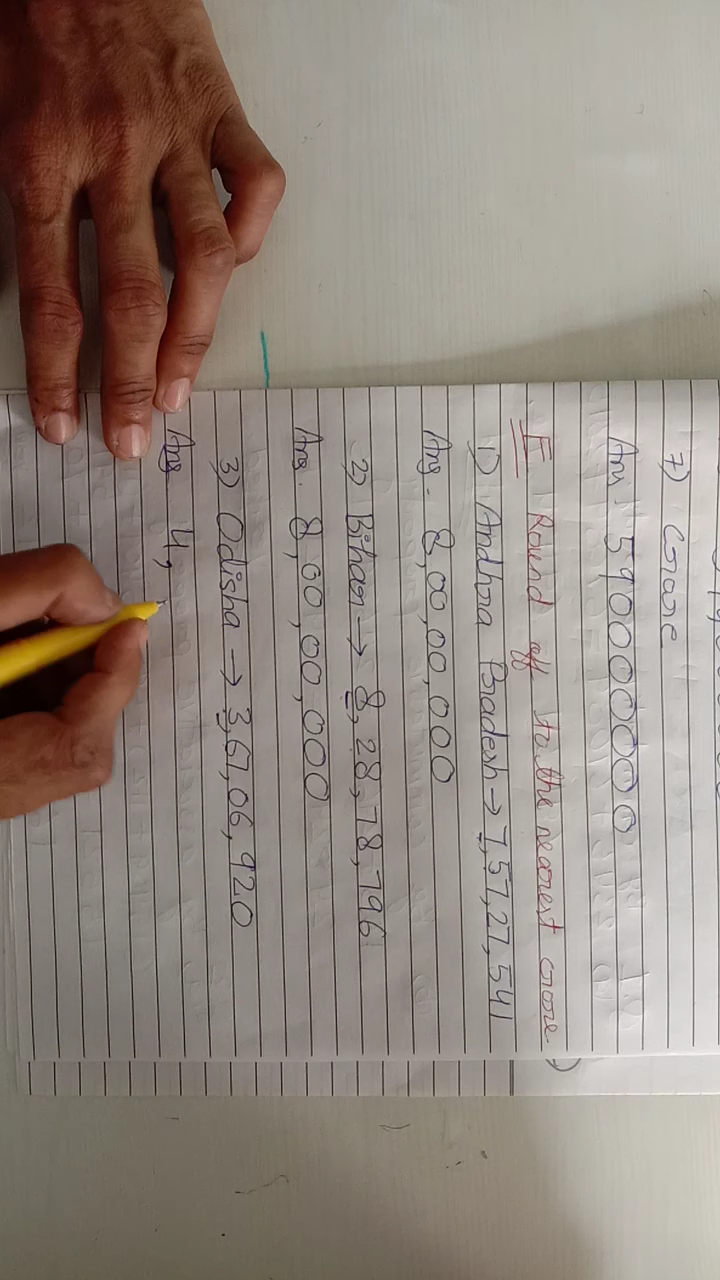 7) Crore
Ans. 590000000
E Round off to the nearest crore.
1) Andhra Pradesh → 7,57,27,541
Ans. 8,00,00,000
2) Bihar → 8,28,78,796
Ans. 8,00,00,000
3) Odisha → 3,67,06,920
Ans 4,